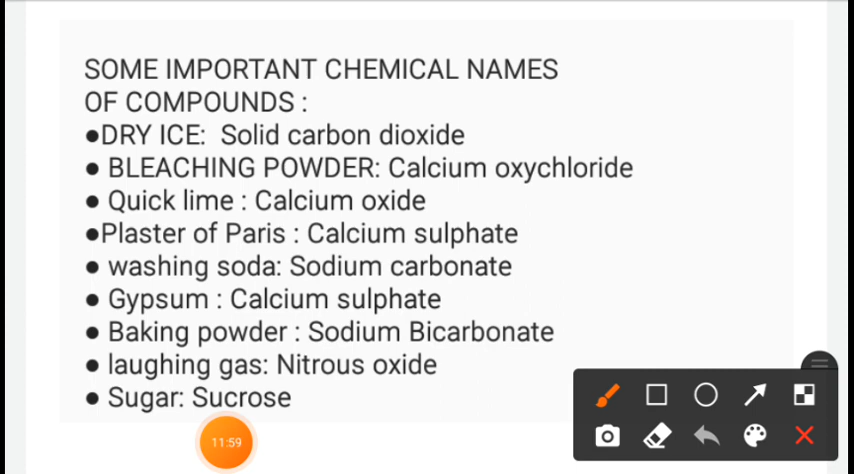 SOME IMPORTANT CHEMICAL NAMES
OF COMPOUNDS :
●DRY ICE:  Solid carbon dioxide
● BLEACHING POWDER: Calcium oxychloride
● Quick lime : Calcium oxide
●Plaster of Paris : Calcium sulphate
● washing soda: Sodium carbonate
● Gypsum : Calcium sulphate
● Baking powder : Sodium Bicarbonate
● laughing gas: Nitrous oxide
● Sugar: Sucrose
11:59